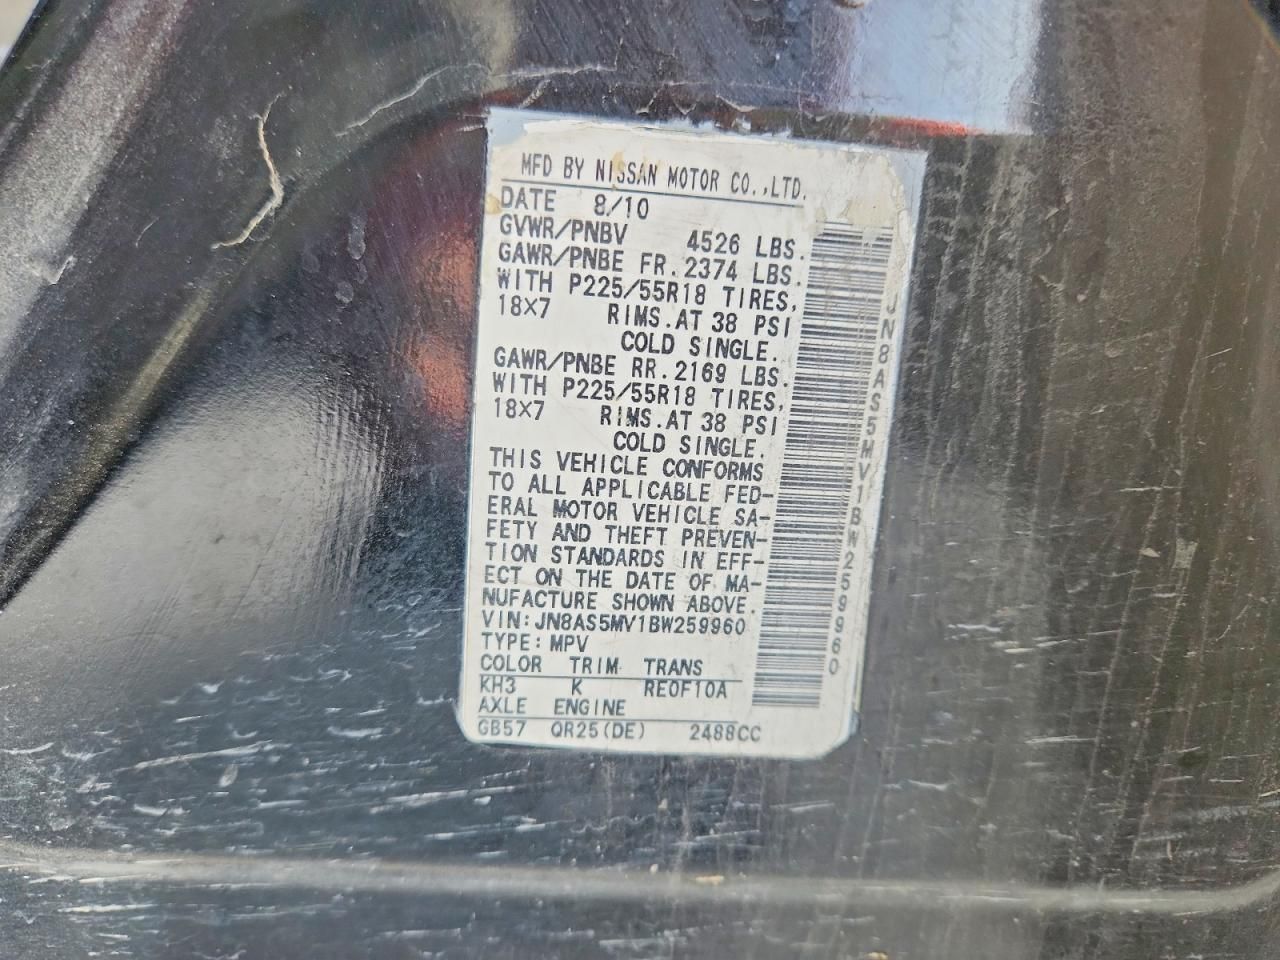 MFD BY NISSAN MOTOR CO.,LTD.
DATE 8/10
GVWR/PNBV 4526 LBS.
GAWR/PNBE FR.2374 LBS.
WITH P225/55R18 TIRES,
18X7 RIMS.AT 38 PSI
COLD SINGLE.
GAWR/PNBE RR.2169 LBS.
WITH P225/55R18 TIRES,
18X7 RIMS.AT 38 PSI
COLD SINGLE.
THIS VEHICLE CONFORMS
TO ALL APPLICABLE FED-
ERAL MOTOR VEHICLE SA-
FETY AND THEFT PREVEN-
TION STANDARDS IN EFF-
ECT ON THE DATE OF MA-
NUFACTURE SHOWN ABOVE.
VIN:JN8AS5MV1BW259960
TYPE:MPV
COLOR TRIM TRANS
KH3 K RE0F10A
AXLE ENGINE
GB57 QR25(DE) 2488CC
JN8AS5MV1BW259960